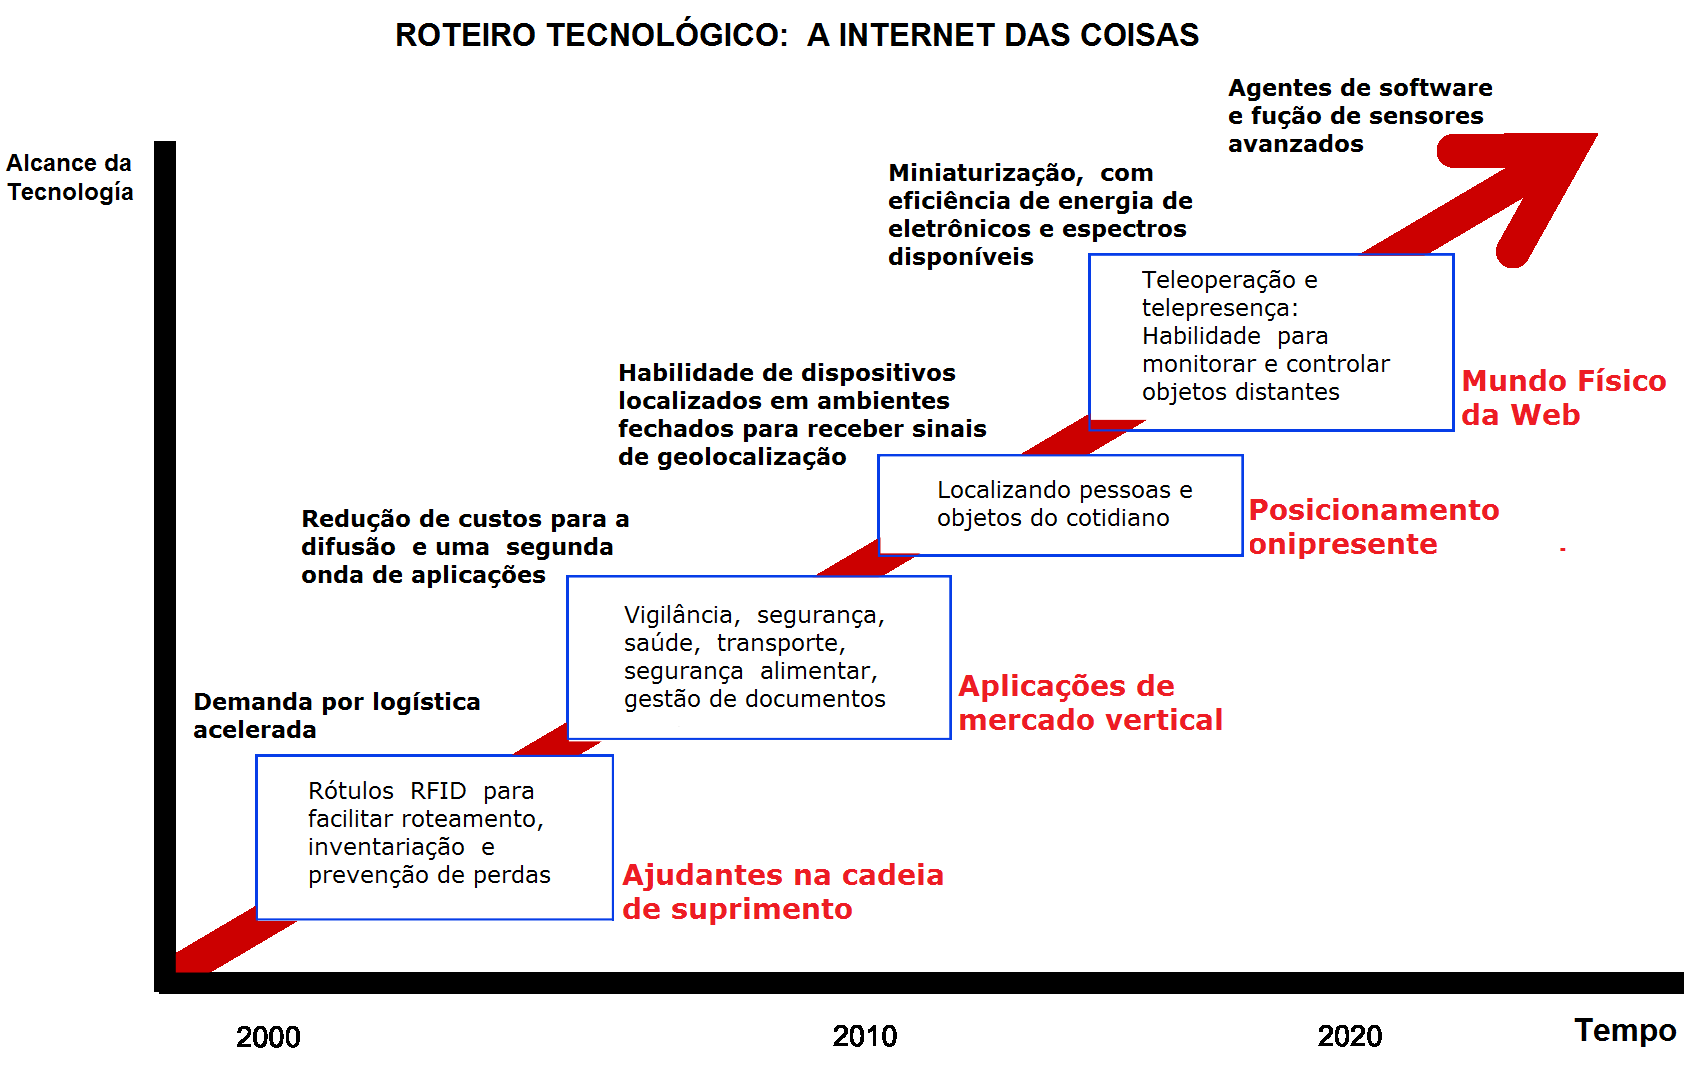 ROTEIRO TECNOLÓGICO: A INTERNET DAS COISAS
Alcance da
Tecnología
Agentes de software
e fução de sensores
avanzados
Miniaturização, com
eficiência de energia de
eletrônicos e espectros
disponíveis
Teleoperação e
telepresença:
Habilidade para
monitorar e controlar
objetos distantes
Mundo Físico
da Web
Habilidade de dispositivos
localizados em ambientes
fechados para receber sinais
de geolocalização
Localizando pessoas e
objetos do cotidiano
Posicionamento
onipresente
-
Redução de custos para a
difusão e uma segunda
onda de aplicações
Vigilância, segurança,
saúde, transporte,
segurança alimentar,
gestão de documentos
Aplicações de
mercado vertical
Demanda por logística
acelerada
Rótulos RFID para
facilitar roteamento,
inventariação e
prevenção de perdas
Ajudantes na cadeia
de suprimento
2000
2010
2020
Tempo